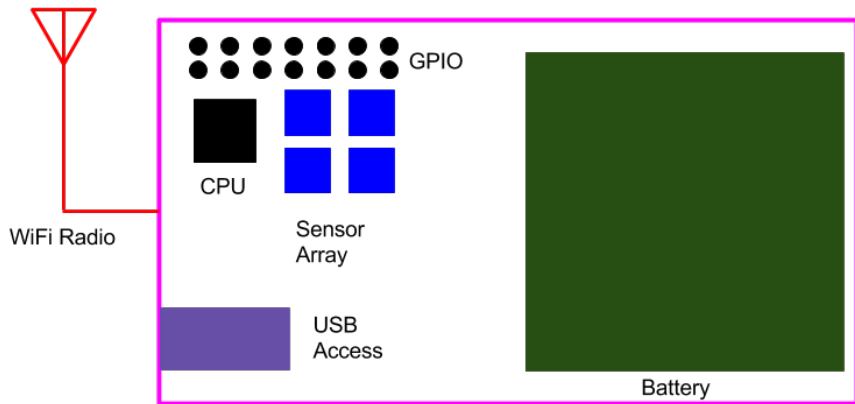 GPIO
CPU
WiFi Radio
Sensor
Array
USB
Access
Battery